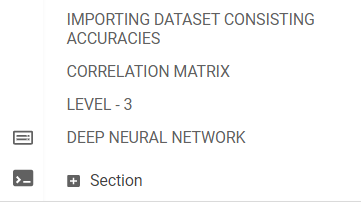 IMPORTING DATASET CONSISTING
ACCURACIES
CORRELATION MATRIX
LEVEL - 3
DEEP NEURAL NETWORK
Section